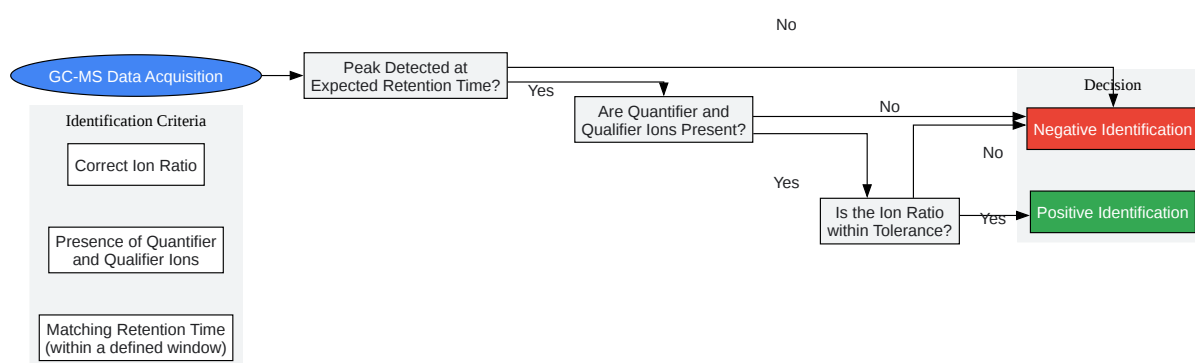 No
GC-MS Data Acquisition
Peak Detected at
Expected Retention Time?
Yes
Decision
Are Quantifier and
Qualifier Ions Present?
No
Negative Identification
Identification Criteria
Correct Ion Ratio
No
Yes
Is the Ion Ratio
within Tolerance?
Yes
Positive Identification
Presence of Quantifier
and Qualifier Ions
Matching Retention Time
(within a defined window)